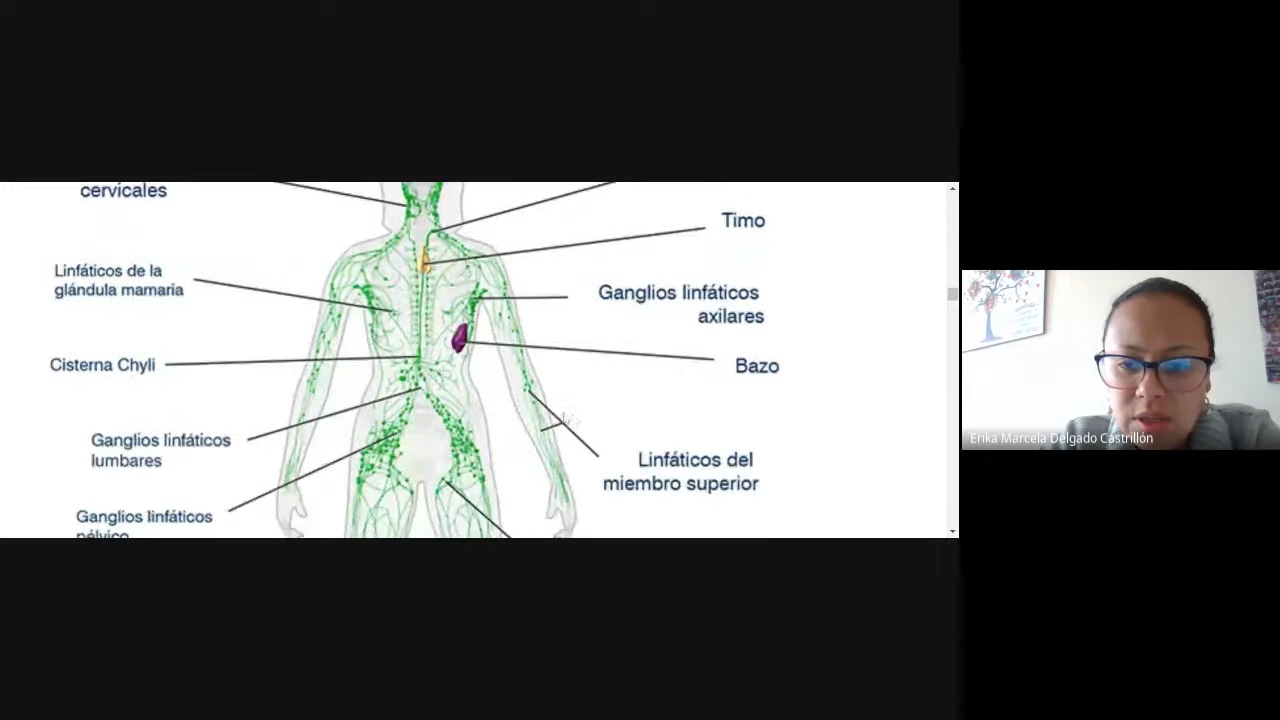 cervicales
Timo
Linfáticos de la
glándula mamaria
Ganglios linfáticos
axilares
Cisterna Chyli
Bazo
Ganglios linfáticos
lumbares
Linfáticos del
miembro superior
Ganglios linfáticos
pélvico
Erika Marcela Delgado Castrillón